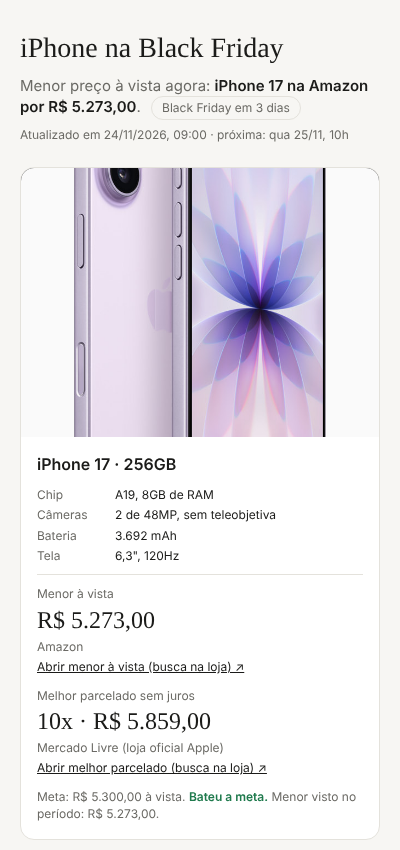 iPhone na Black Friday
Menor preço à vista agora: iPhone 17 na Amazon
por R$ 5.273,00. Black Friday em 3 dias
Atualizado em 24/11/2026, 09:00 · próxima: qua 25/11, 10h
iPhone 17 · 256GB
Chip A19, 8GB de RAM
Câmeras 2 de 48MP, sem teleobjetiva
Bateria 3.692 mAh
Tela 6,3", 120Hz
Menor à vista
R$ 5.273,00
Amazon
Abrir menor à vista (busca na loja) ↗
Melhor parcelado sem juros
10x · R$ 5.859,00
Mercado Livre (loja oficial Apple)
Abrir melhor parcelado (busca na loja) ↗
Meta: R$ 5.300,00 à vista. Bateu a meta. Menor visto no
período: R$ 5.273,00.